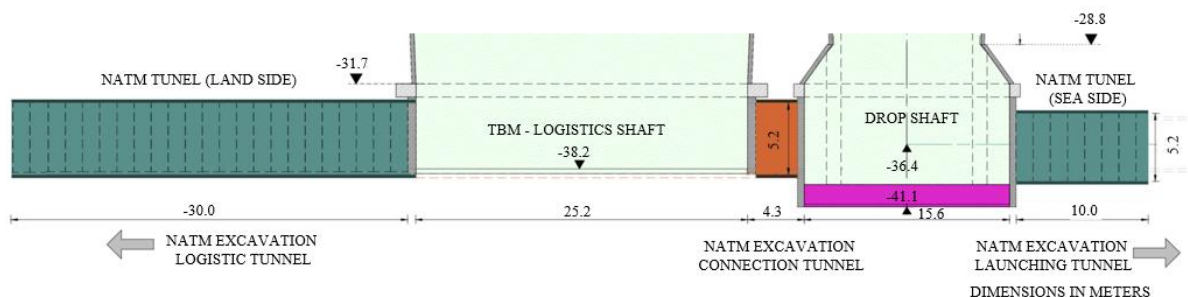 -28.8
-31.7
NATM TUNEL (LAND SIDE)
NATM TUNEL
(SEA SIDE)
TBM - LOGISTICS SHAFT
DROP SHAFT
5.2
5.2
-38.2
-36.4
-41.1
-30.0
25.2
4.3
15.6
10.0
NATM EXCAVATION
LOGISTIC TUNNEL
NATM EXCAVATION
CONNECTION TUNNEL
NATM EXCAVATION
LAUNCHING TUNNEL
DIMENSIONS IN METERS